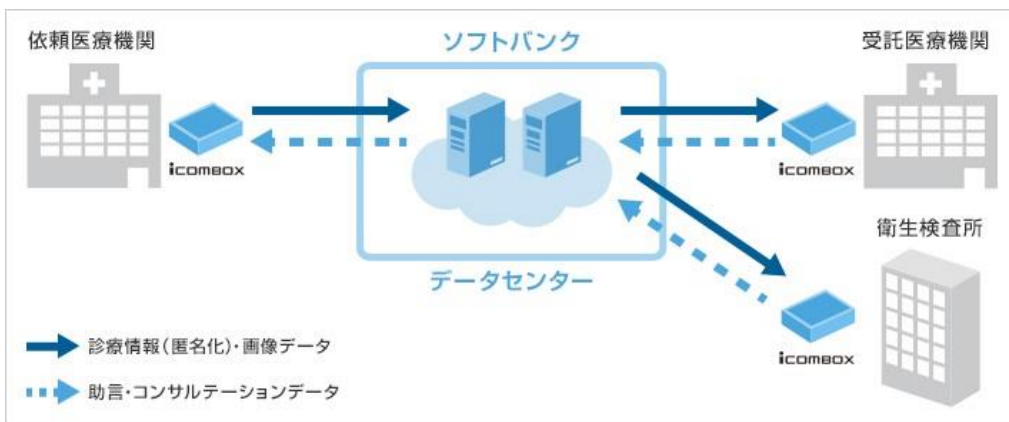 依頼医療機関
ソフトバンク
受託医療機関
icomBOX
icomBOX
衛生検査所
データセンター
icomBOX
診療情報(匿名化)・画像データ
助言・コンサルテーションデータ